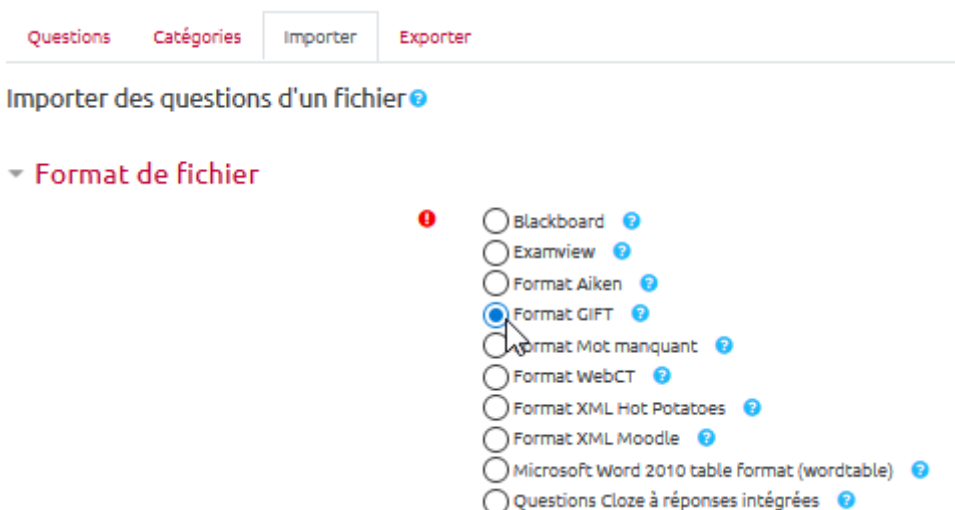 Questions Catégories Importer Exporter
Importer des questions d'un fichier
Format de fichier
Blackboard
Examview
Format Aiken
Format GIFT
Format Mot manquant
Format WebCT
Format XML Hot Potatoes
Format XML Moodle
Microsoft Word 2010 table format (wordtable)
Questions Cloze à réponses intégrées